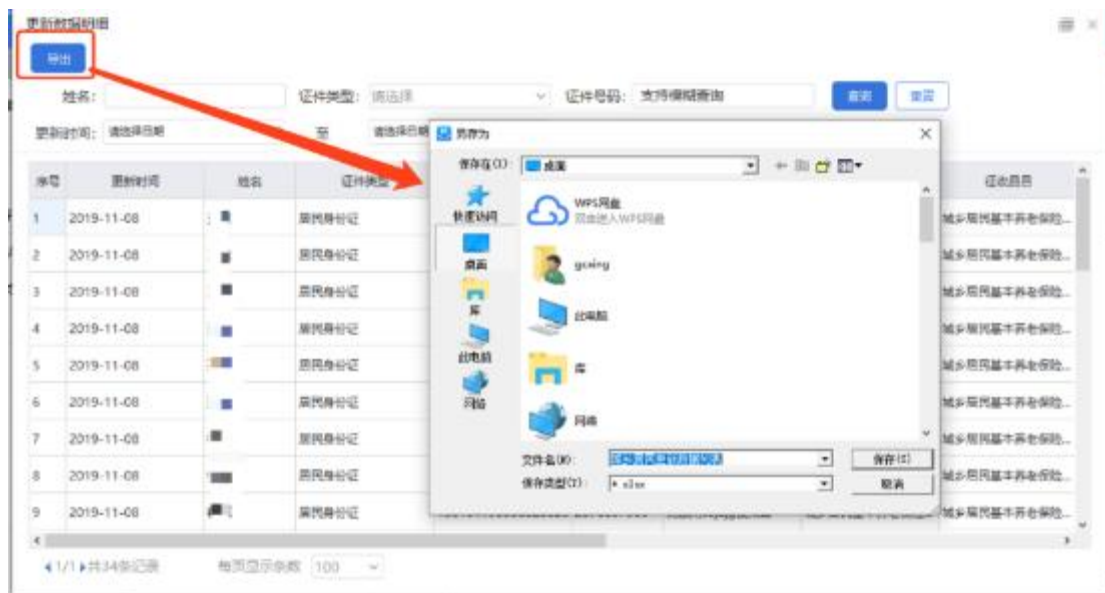 更新数据明细
导出
姓名: 证件类型: 请选择 证件号码: 支持模糊查询 查询 重置
更新时间: 请选择日期 至 请选择日期
序号 更新时间 姓名 证件类型 征收品目
1 2019-11-08 居民身份证 城乡居民基本养老保险...
2 2019-11-08 居民身份证 城乡居民基本养老保险...
3 2019-11-08 居民身份证 城乡居民基本养老保险...
4 2019-11-08 居民身份证 城乡居民基本养老保险...
5 2019-11-08 居民身份证 城乡居民基本养老保险...
6 2019-11-08 居民身份证 城乡居民基本养老保险...
7 2019-11-08 居民身份证 城乡居民基本养老保险...
8 2019-11-08 居民身份证 城乡居民基本养老保险...
9 2019-11-08 居民身份证 城乡居民基本养老保险...
1/1 共34条记录 每页显示条数 100
另存为
保存在(I) 桌面
快速访问
桌面
库
此电脑
网络
WPS网盘
双击进入WPS网盘
此电脑
库
网络
文件名(N): 保存(S)
保存类型(T): *.xlsx 取消